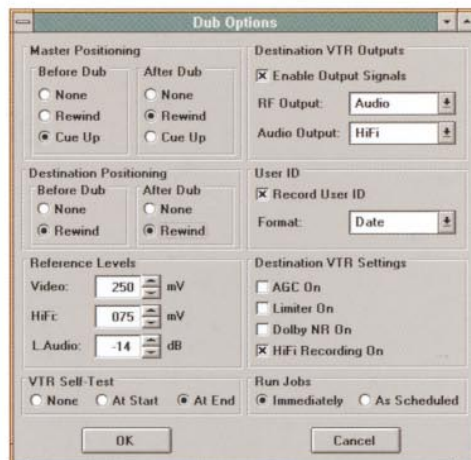 Dub Options
Master Positioning
Before Dub
None
Rewind
Cue Up
After Dub
None
Rewind
Cue Up
Destination VTR Outputs
Enable Output Signals
RF Output: Audio
Audio Output: HiFi
Destination Positioning
Before Dub
None
Rewind
After Dub
None
Rewind
User ID
Record User ID
Format: Date
Reference Levels
Video: 250 mV
HiFi: 075 mV
L.Audio: -14 dB
Destination VTR Settings
AGC On
Limiter On
Dolby NR On
HiFi Recording On
VTR Self-Test
None At Start At End
Run Jobs
Immediately As Scheduled
OK Cancel